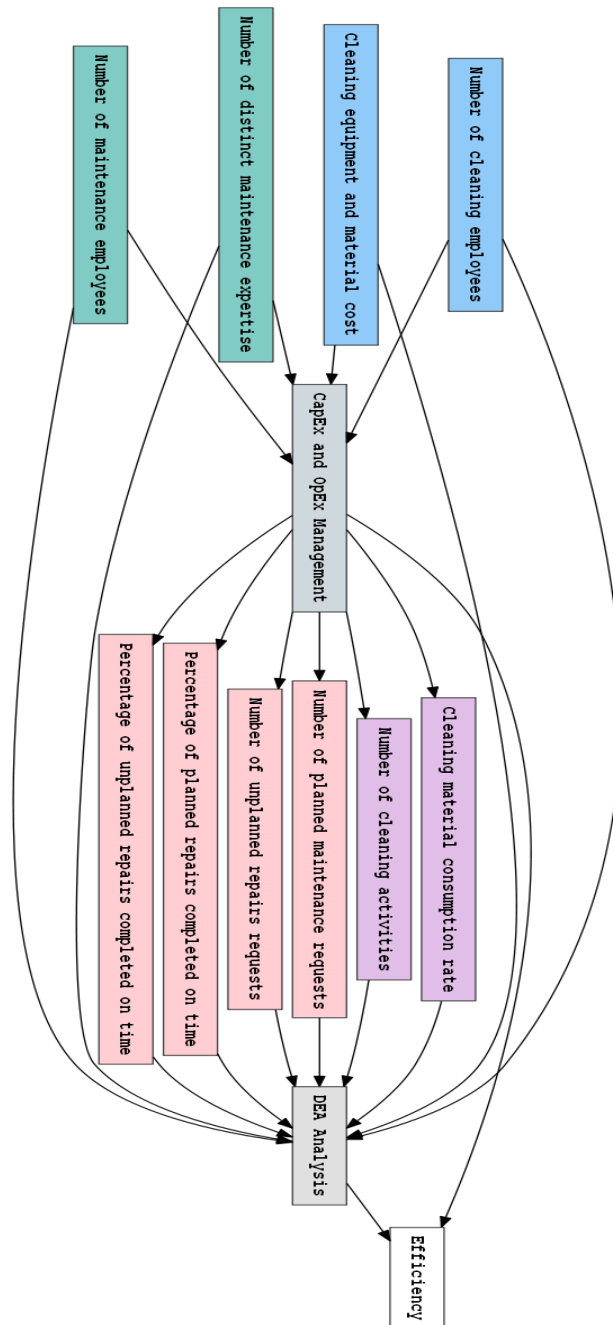 Number of cleaning employees
Cleaning equipment and material cost
Number of distinct maintenance expertise
Number of maintenance employees
CapEx and OpEx Management
Cleaning material consumption rate
Number of cleaning activities
Number of planned maintenance requests
Number of unplanned repairs requests
Percentage of planned repairs completed on time
Percentage of unplanned repairs completed on time
DEA Analysis
Efficiency